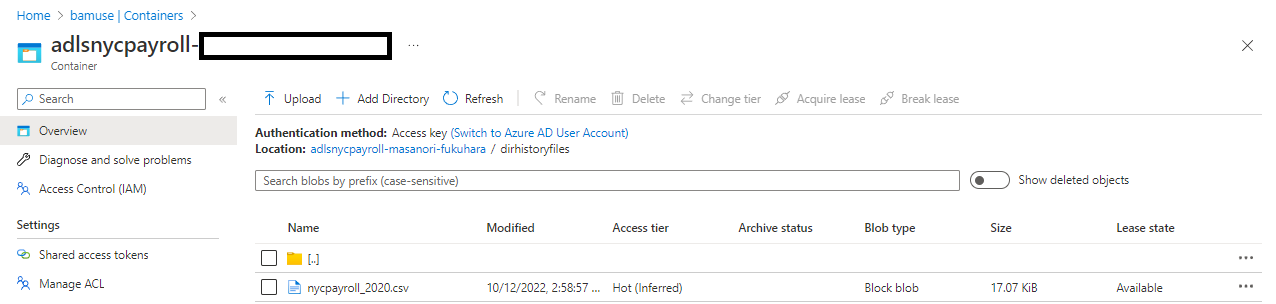 Home > bamuse | Containers >
adlsnycpayroll- ...
Container
Search «
Upload Add Directory Refresh Rename Delete Change tier Acquire lease Break lease
Overview
Authentication method: Access key (Switch to Azure AD User Account)
Diagnose and solve problems
Location: adlsnycpayroll-masanori-fukuhara / dirhistoryfiles
Access Control (IAM)
Search blobs by prefix (case-sensitive) Show deleted objects
Settings
Name Modified Access tier Archive status Blob type Size Lease state
Shared access tokens
[..] ...
Manage ACL
nycpayroll_2020.csv 10/12/2022, 2:58:57 ... Hot (Inferred) Block blob 17.07 KiB Available ...